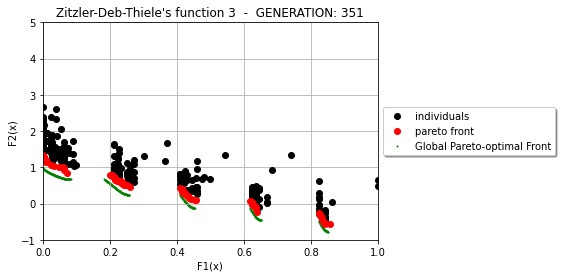 Zitzler-Deb-Thiele's function 3 - GENERATION: 351
5
4
3
2
1
0
−1
F2(x)
0.0 0.2 0.4 0.6 0.8 1.0
F1(x)
individuals
pareto front
Global Pareto-optimal Front